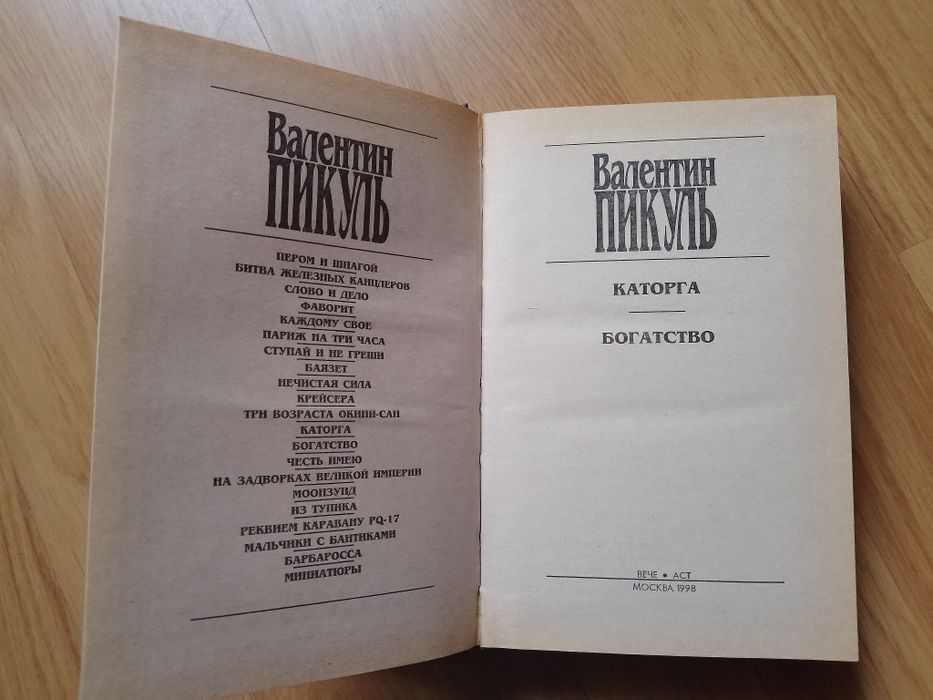 Валентин
ПИКУЛЬ
ПЕРОМ И ШПАГОЙ
БИТВА ЖЕЛЕЗНЫХ КАНЦЛЕРОВ
СЛОВО И ДЕЛО
ФАВОРИТ
КАЖДОМУ СВОЕ
ПАРИЖ НА ТРИ ЧАСА
СТУПАЙ И НЕ ГРЕШИ
БАЯЗЕТ
НЕЧИСТАЯ СИЛА
КРЕЙСЕРА
ТРИ ВОЗРАСТА ОКИНИ-САН
КАТОРГА
БОГАТСТВО
ЧЕСТЬ ИМЕЮ
НА ЗАДВОРКАХ ВЕЛИКОЙ ИМПЕРИИ
МООНЗУНД
ИЗ ТУПИКА
РЕКВИЕМ КАРАВАНУ PQ-17
МАЛЬЧИКИ С БАНТИКАМИ
БАРБАРОССА
МИНИАТЮРЫ
Валентин
ПИКУЛЬ
КАТОРГА
БОГАТСТВО
ВЕЧЕ • АСТ
МОСКВА 1998